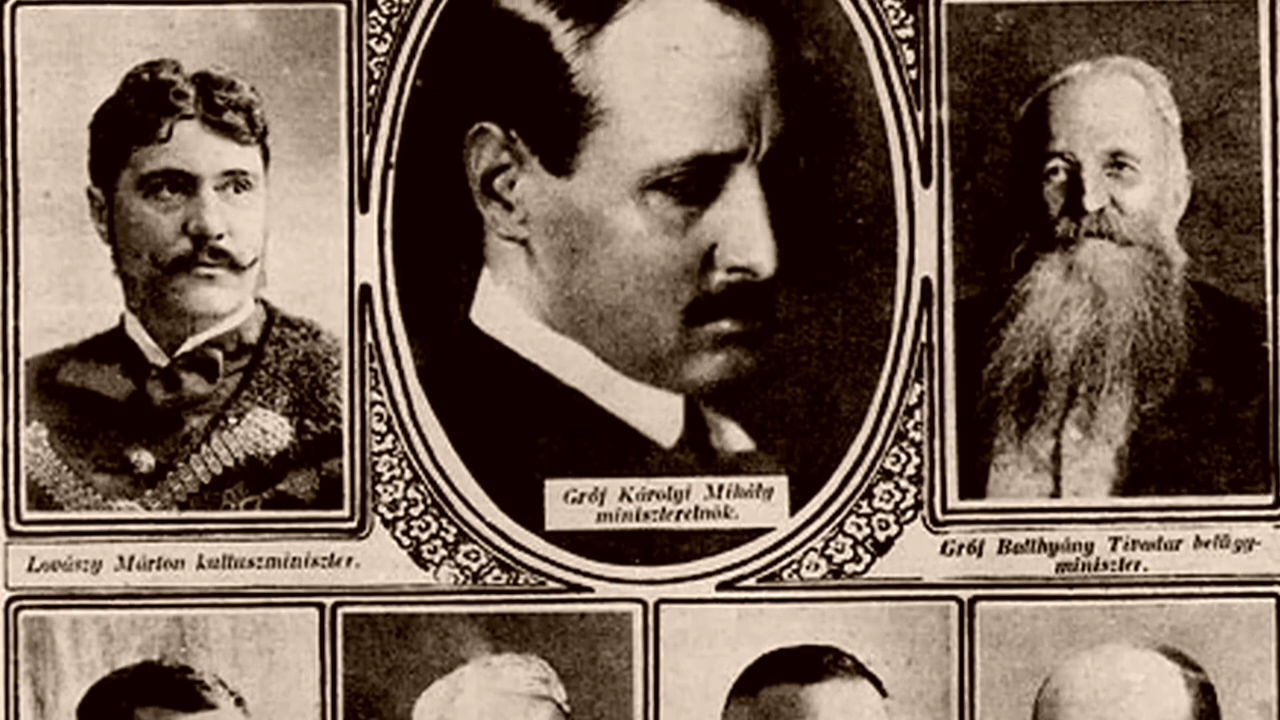 Gróf Károlyi Mihály
miniszterelnök.
Lovászy Márton kultuszminiszter.
Gróf Batthyány Tivadar belügy-
miniszter.